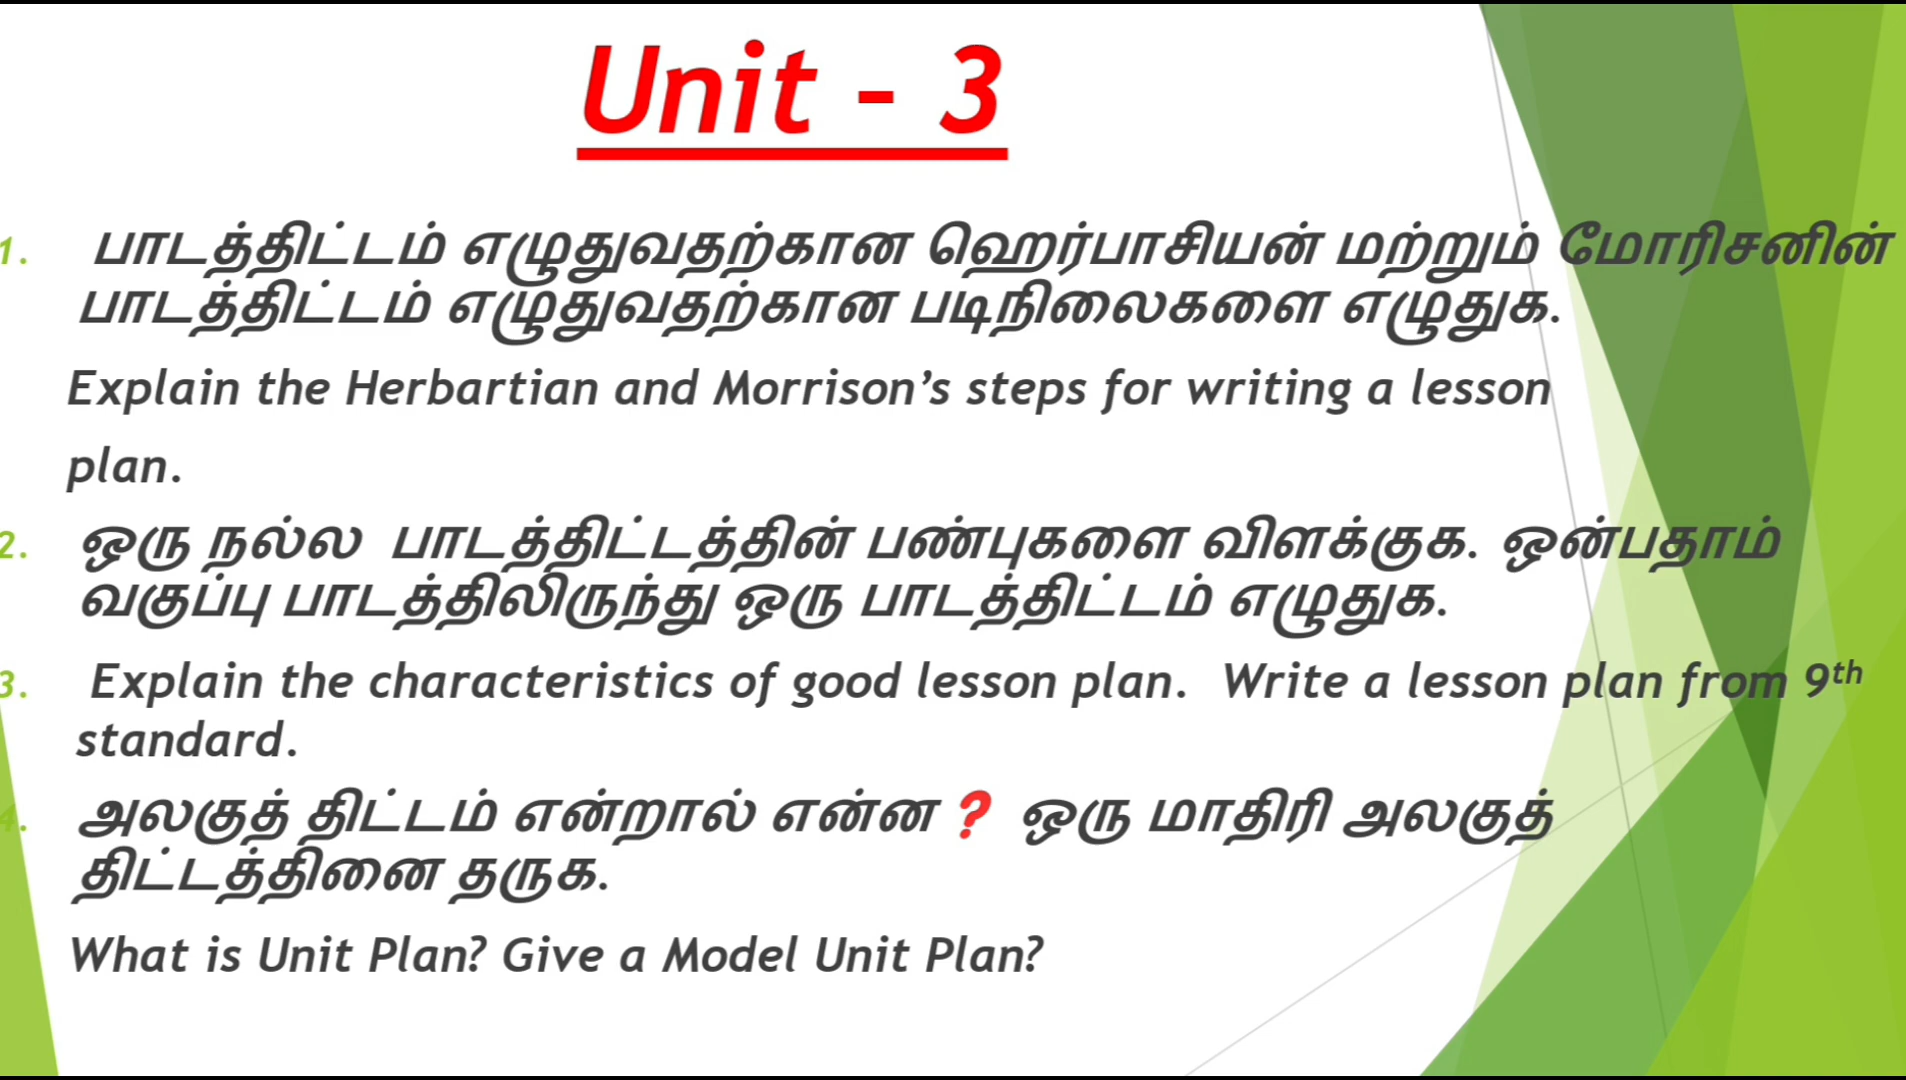 Unit - 3
1. பாடத்திட்டம் எழுதுவதற்கான ஹெர்பாசியன் மற்றும் மோரிசனின்
பாடத்திட்டம் எழுதுவதற்கான படிநிலைகளை எழுதுக.
Explain the Herbartian and Morrison’s steps for writing a lesson
plan.
2. ஒரு நல்ல பாடத்திட்டத்தின் பண்புகளை விளக்குக. ஒன்பதாம்
வகுப்பு பாடத்திலிருந்து ஒரு பாடத்திட்டம் எழுதுக.
3. Explain the characteristics of good lesson plan. Write a lesson plan from 9th
standard.
4. அலகுத் திட்டம் என்றால் என்ன ❓ ஒரு மாதிரி அலகுத்
திட்டத்தினை தருக.
What is Unit Plan? Give a Model Unit Plan?